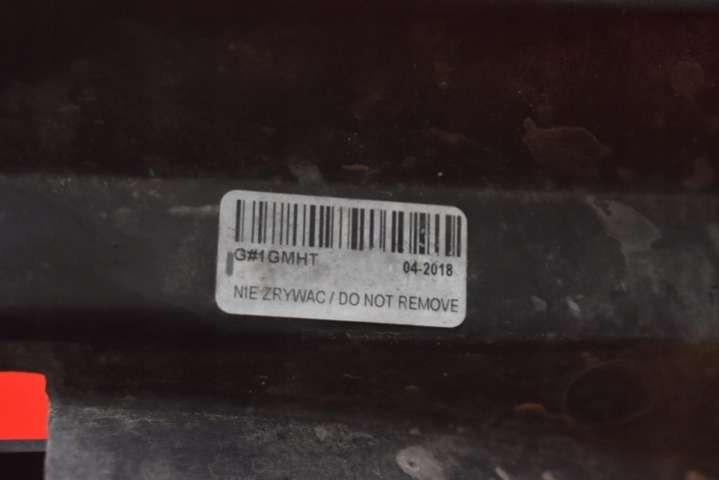 G#1GMHT 04-2018
NIE ZRYWAC / DO NOT REMOVE